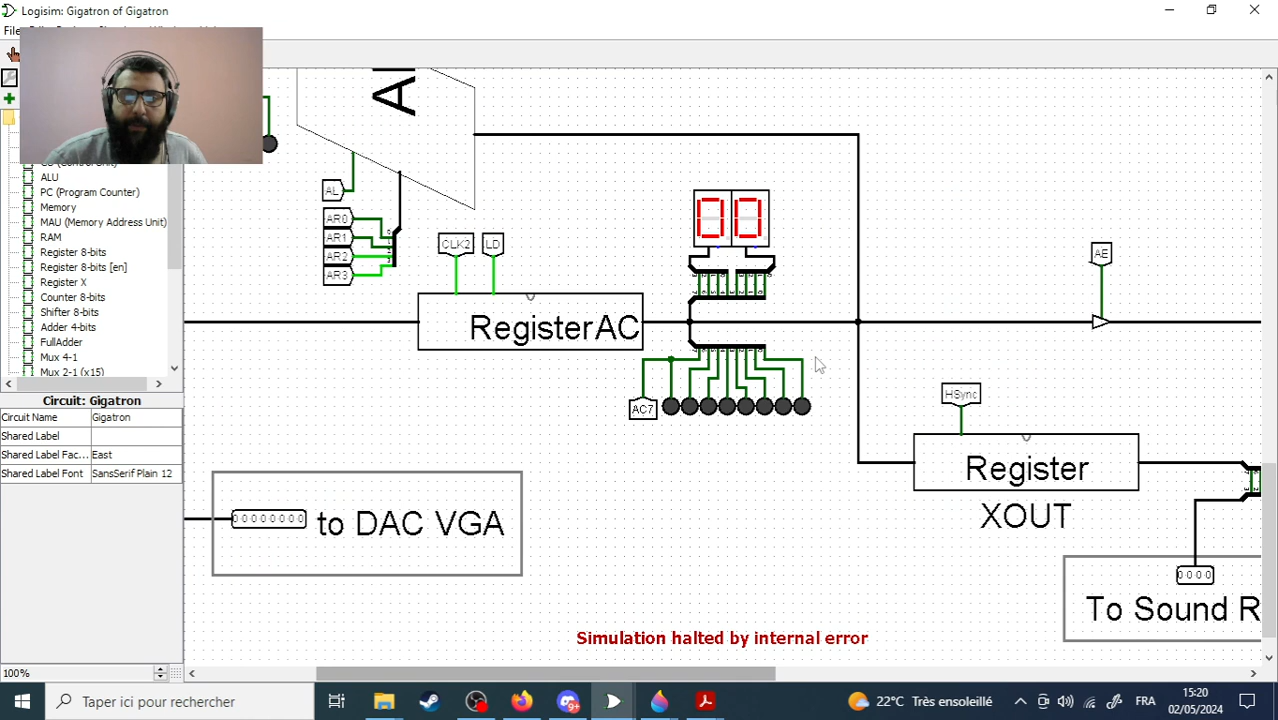 Logisim: Gigatron of Gigatron
File
ALU
PC (Program Counter)
Memory
MAU (Memory Address Unit)
RAM
Register 8-bits
Register 8-bits [en]
Register X
Counter 8-bits
Shifter 8-bits
Adder 4-bits
FullAdder
Mux 4-1
Mux 2-1 (x15)
Circuit: Gigatron
Circuit Name Gigatron
Shared Label
Shared Label Fac... East
Shared Label Font SansSerif Plain 12
100%
AL
AR0
AR1
AR2
AR3
CLK2
LD
00
AE
RegisterAC
AC7
HSync
Register
XOUT
00000000
to DAC VGA
0000
To Sound R
Simulation halted by internal error
Taper ici pour rechercher
9+
22°C Très ensoleillé
FRA
15:20
02/05/2024